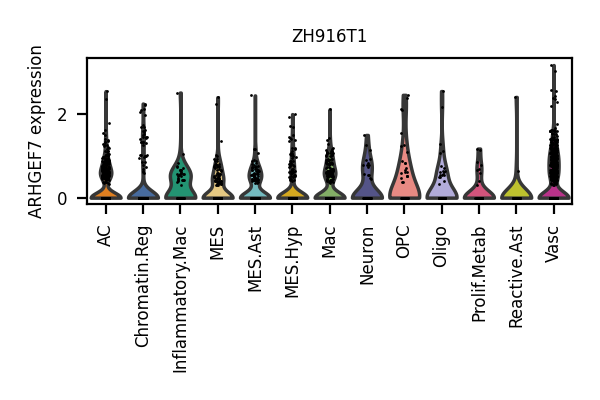 ZH916T1
ARHGEF7 expression
2
0
AC
Chromatin.Reg
Inflammatory.Mac
MES
MES.Ast
MES.Hyp
Mac
Neuron
OPC
Oligo
Prolif.Metab
Reactive.Ast
Vasc